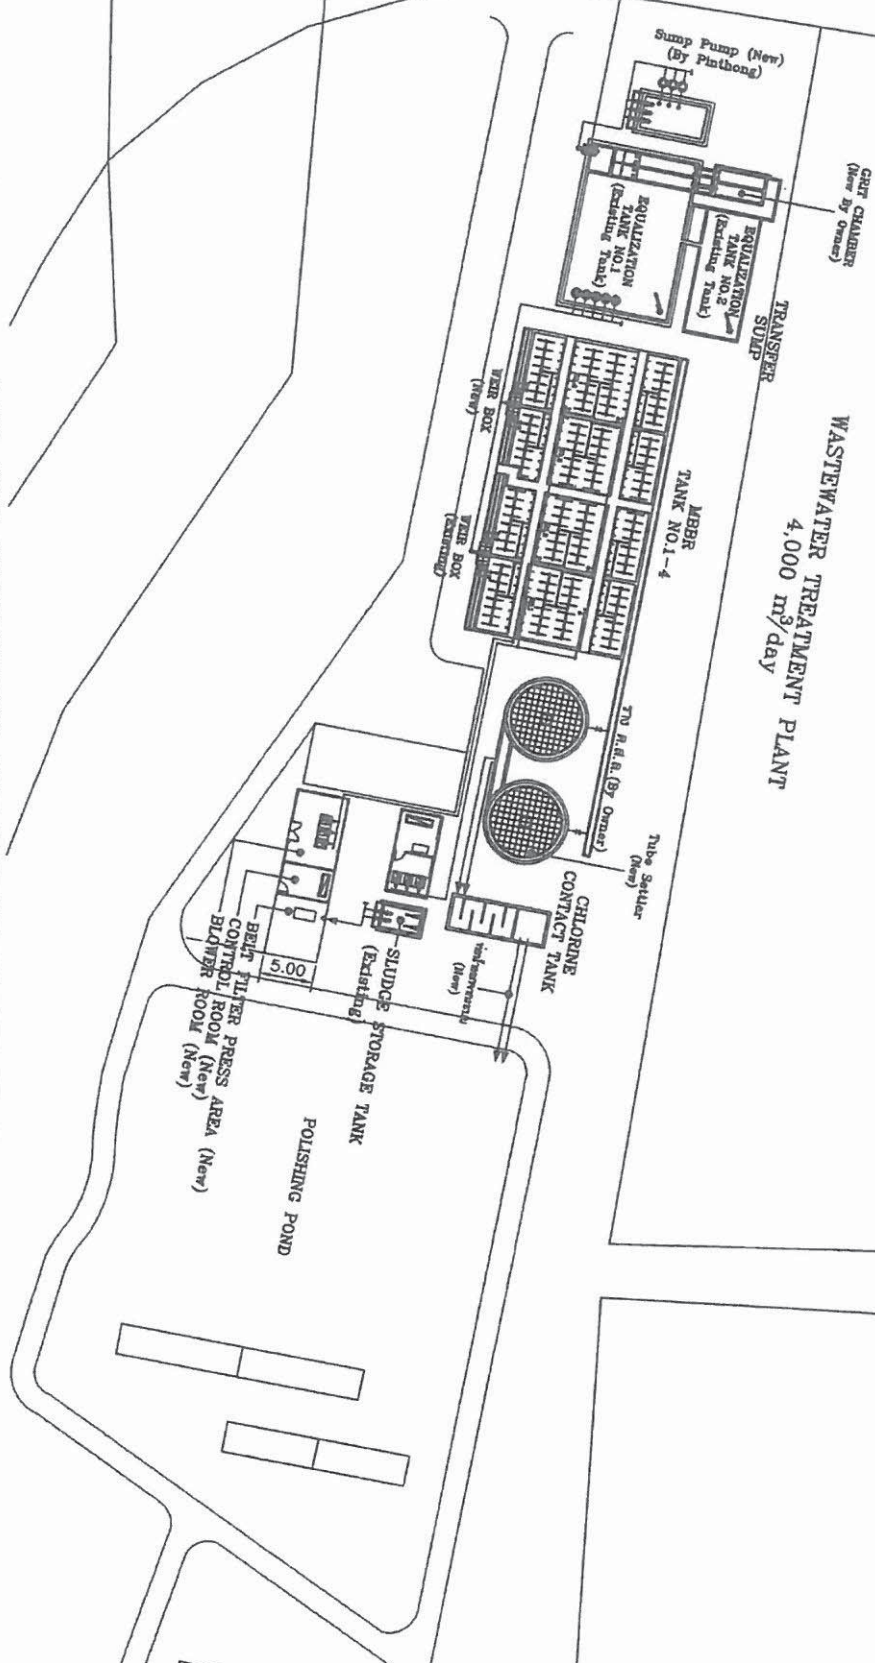 Sump Pump (New)
(By Pinthong)
GRIT CHAMBER
(New By Owner)
EQUALIZATION
TANK NO.1
(Existing Tank)
EQUALIZATION
TANK NO.2
(Existing Tank)
TRANSFER
SUMP
WASTEWATER TREATMENT PLANT
4,000 m³/day
WEIR BOX
(New)
MBBR
TANK NO.1-4
WEIR BOX
(Existing)
(By Owner)
Tube Settler
(New)
CHLORINE
CONTACT TANK
(New)
SLUDGE STORAGE TANK
(Existing)
5.00
BELT FILTER PRESS AREA (New)
CONTROL ROOM (New)
BLOWER ROOM (New)
POLISHING POND